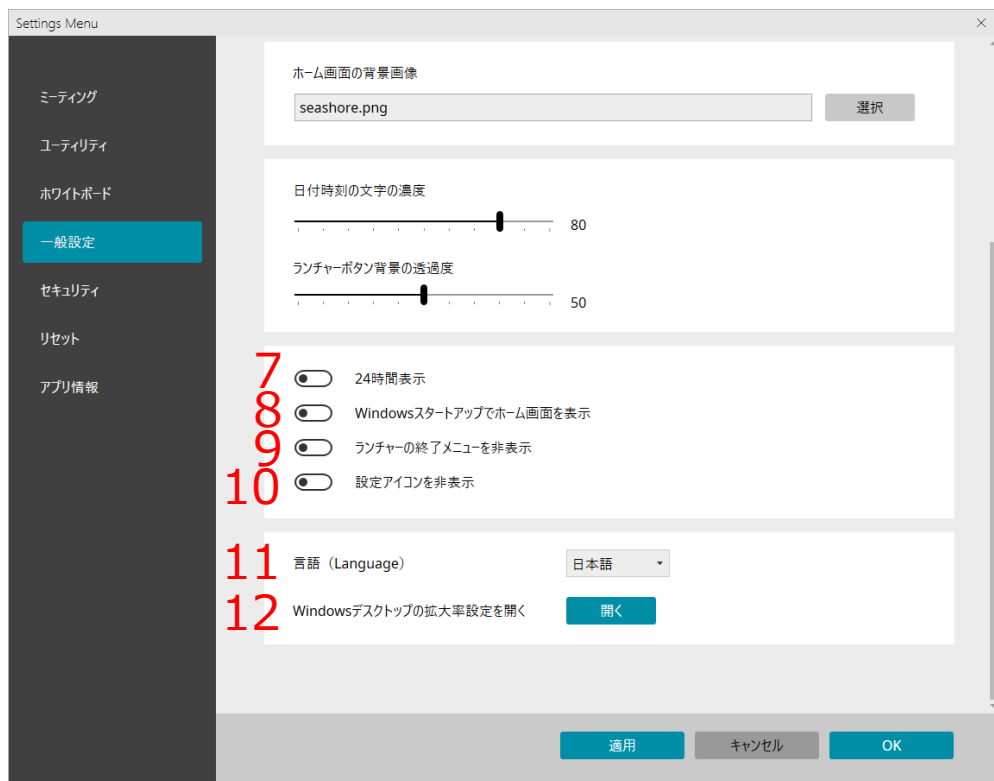 Settings Menu
ミーティング
ユーティリティ
ホワイトボード
一般設定
セキュリティ
リセット
アプリ情報
ホーム画面の背景画像
seashore.png 選択
日付時刻の文字の濃度
80
ランチャーボタン背景の透過度
50
7 24時間表示
8 Windowsスタートアップでホーム画面を表示
9 ランチャーの終了メニューを非表示
10 設定アイコンを非表示
11 言語（Language） 日本語
12 Windowsデスクトップの拡大率設定を開く 開く
適用 キャンセル OK